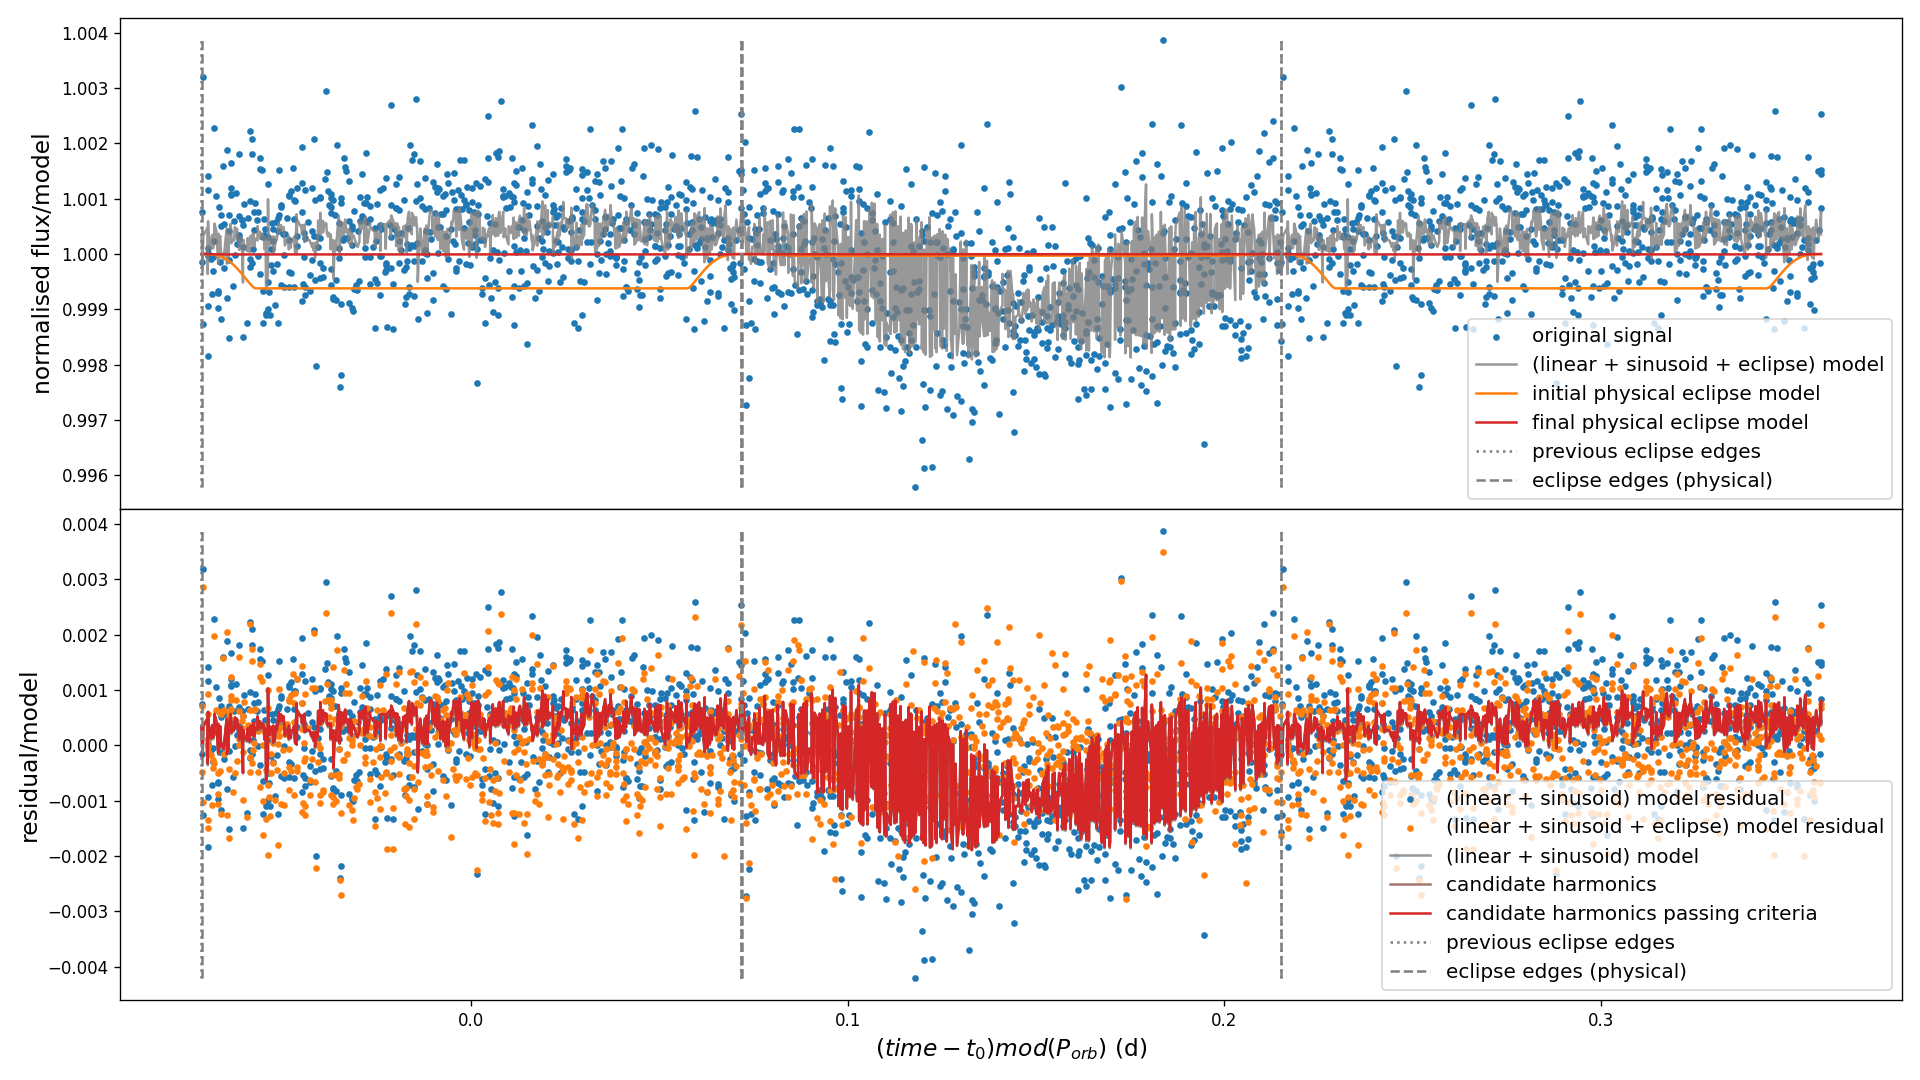 normalised flux/model
1.004
1.003
1.002
1.001
1.000
0.999
0.998
0.997
0.996
original signal
(linear + sinusoid + eclipse) model
initial physical eclipse model
final physical eclipse model
previous eclipse edges
eclipse edges (physical)
residual/model
0.004
0.003
0.002
0.001
0.000
−0.001
−0.002
−0.003
−0.004
(linear + sinusoid) model residual
(linear + sinusoid + eclipse) model residual
(linear + sinusoid) model
candidate harmonics
candidate harmonics passing criteria
previous eclipse edges
eclipse edges (physical)
0.0 0.1 0.2 0.3
(time − t₀)mod(Pₒᵣᵦ) (d)